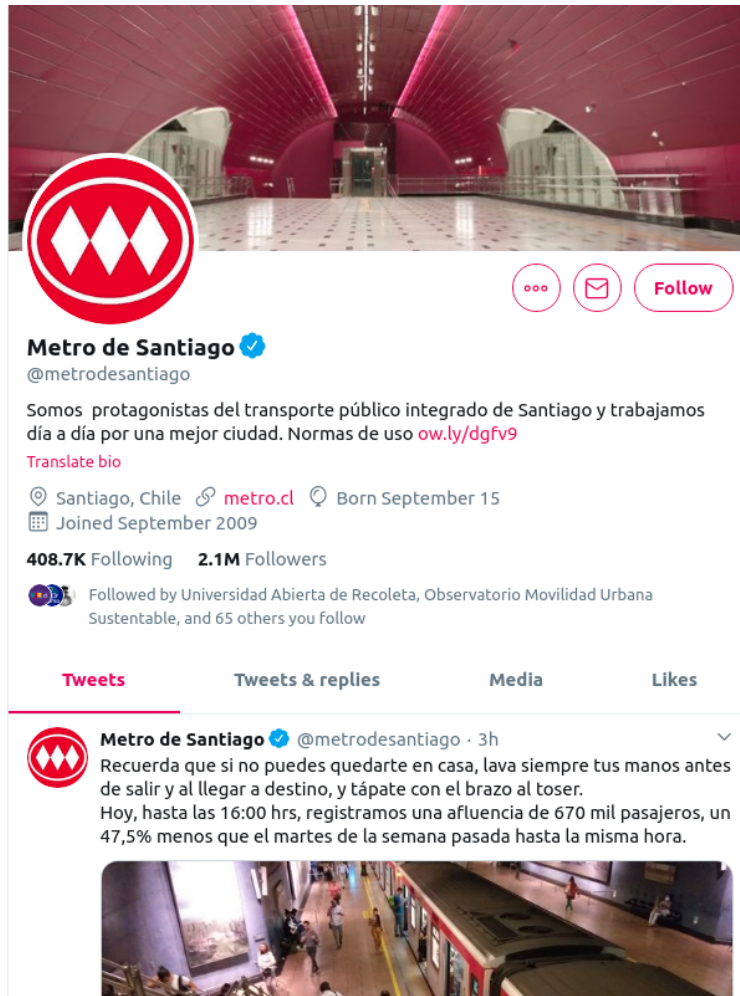 Follow
Metro de Santiago
@metrodesantiago
Somos protagonistas del transporte público integrado de Santiago y trabajamos
día a día por una mejor ciudad. Normas de uso ow.ly/dgfv9
Translate bio
Santiago, Chile metro.cl Born September 15
Joined September 2009
408.7K Following 2.1M Followers
Followed by Universidad Abierta de Recoleta, Observatorio Movilidad Urbana
Sustentable, and 65 others you follow
Tweets Tweets & replies Media Likes
Metro de Santiago @metrodesantiago · 3h
Recuerda que si no puedes quedarte en casa, lava siempre tus manos antes
de salir y al llegar a destino, y tápate con el brazo al toser.
Hoy, hasta las 16:00 hrs, registramos una afluencia de 670 mil pasajeros, un
47,5% menos que el martes de la semana pasada hasta la misma hora.